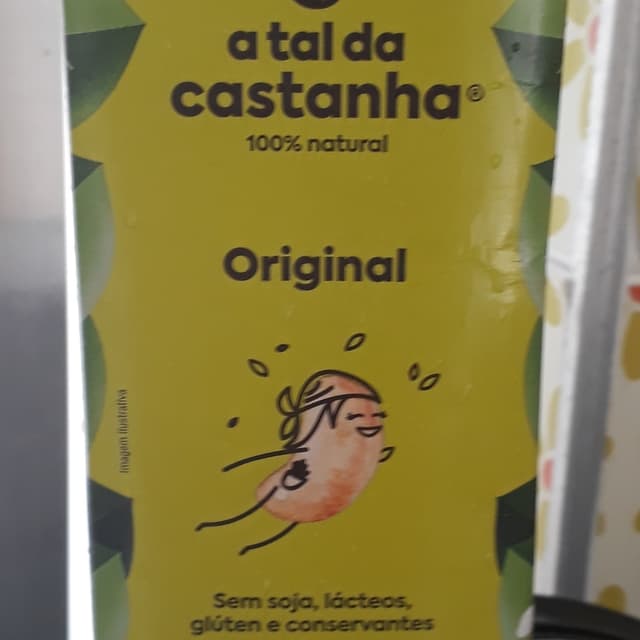 a tal da
castanha®
100% natural
Original
Imagem ilustrativa
Sem soja, lácteos,
glúten e conservantes